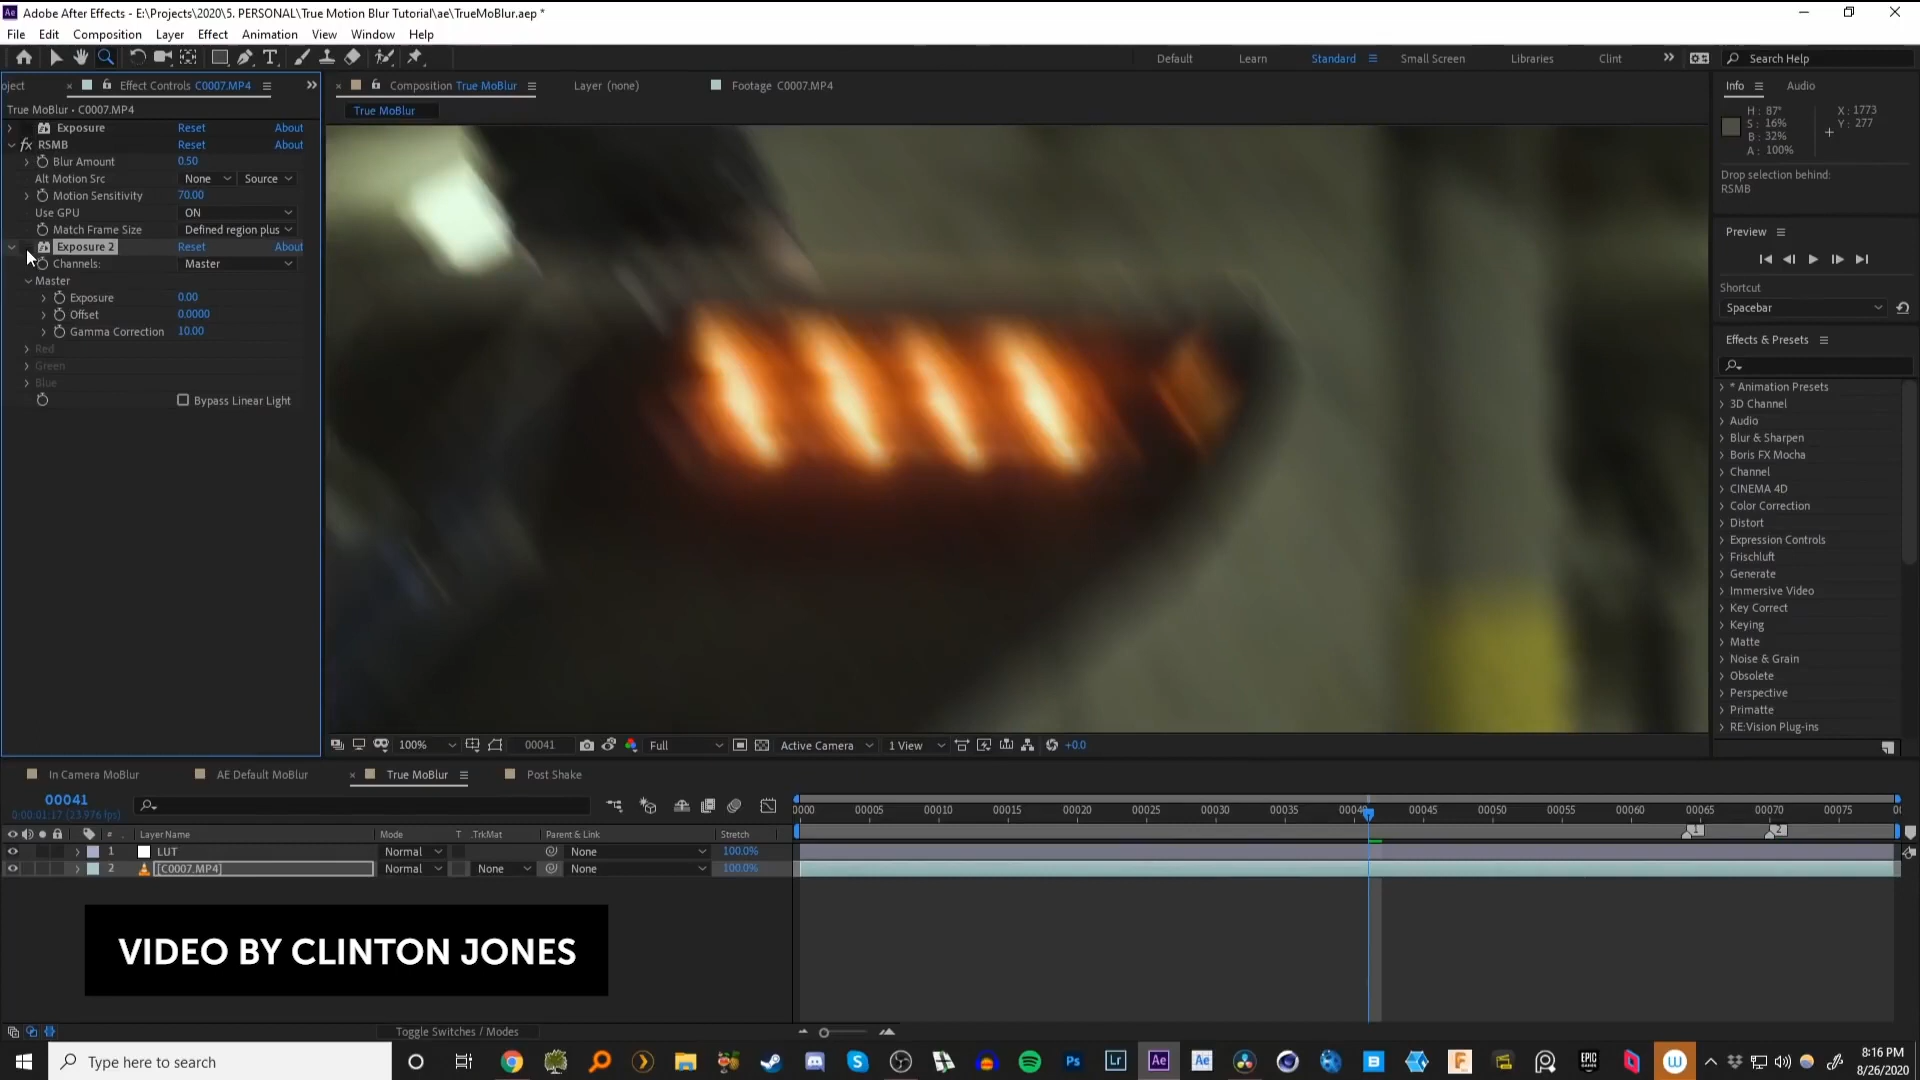 Adobe After Effects - E:\Projects\2020\5. PERSONAL\True Motion Blur Tutorial\ae\TrueMoBlur.aep *
File Edit Composition Layer Effect Animation View Window Help
Default Learn Standard Small Screen Libraries Clint Search Help
oject Effect Controls C0007.MP4 Composition True MoBlur Layer (none) Footage C0007.MP4 Info Audio
True MoBlur • C0007.MP4 True MoBlur
Exposure Reset About
fx RSMB Reset About
Blur Amount 0.50
Alt Motion Src None Source
Motion Sensitivity 70.00
Use GPU ON
Match Frame Size Defined region plus
Exposure 2 Reset About
Channels: Master
Master
Exposure 0.00
Offset 0.0000
Gamma Correction 10.00
Red
Green
Blue
Bypass Linear Light
H: 87° X: 1773
S: 16% Y: 277
B: 32%
A: 100%
Drop selection behind:
RSMB
Preview
Shortcut
Spacebar
Effects & Presets
* Animation Presets
3D Channel
Audio
Blur & Sharpen
Boris FX Mocha
Channel
CINEMA 4D
Color Correction
Distort
Expression Controls
Frischluft
Generate
Immersive Video
Key Correct
Keying
Matte
Noise & Grain
Obsolete
Perspective
Primatte
RE:Vision Plug-ins
100% 00041 Full Active Camera 1 View +0.0
In Camera MoBlur AE Default MoBlur True MoBlur Post Shake
00041
0:00:01:17 (23.976 fps)
0000 00005 00010 00015 00020 00025 00030 00035 00040 00045 00050 00055 00060 00065 00070 00075 00
# Layer Name Mode T .TrkMat Parent & Link Stretch 1 2
1 LUT Normal None 100.0%
2 [C0007.MP4] Normal None None 100.0%
VIDEO BY CLINTON JONES
Toggle Switches / Modes
Type here to search
Ps Lr Ae Ae EPIC GAMES
8:16 PM
8/26/2020